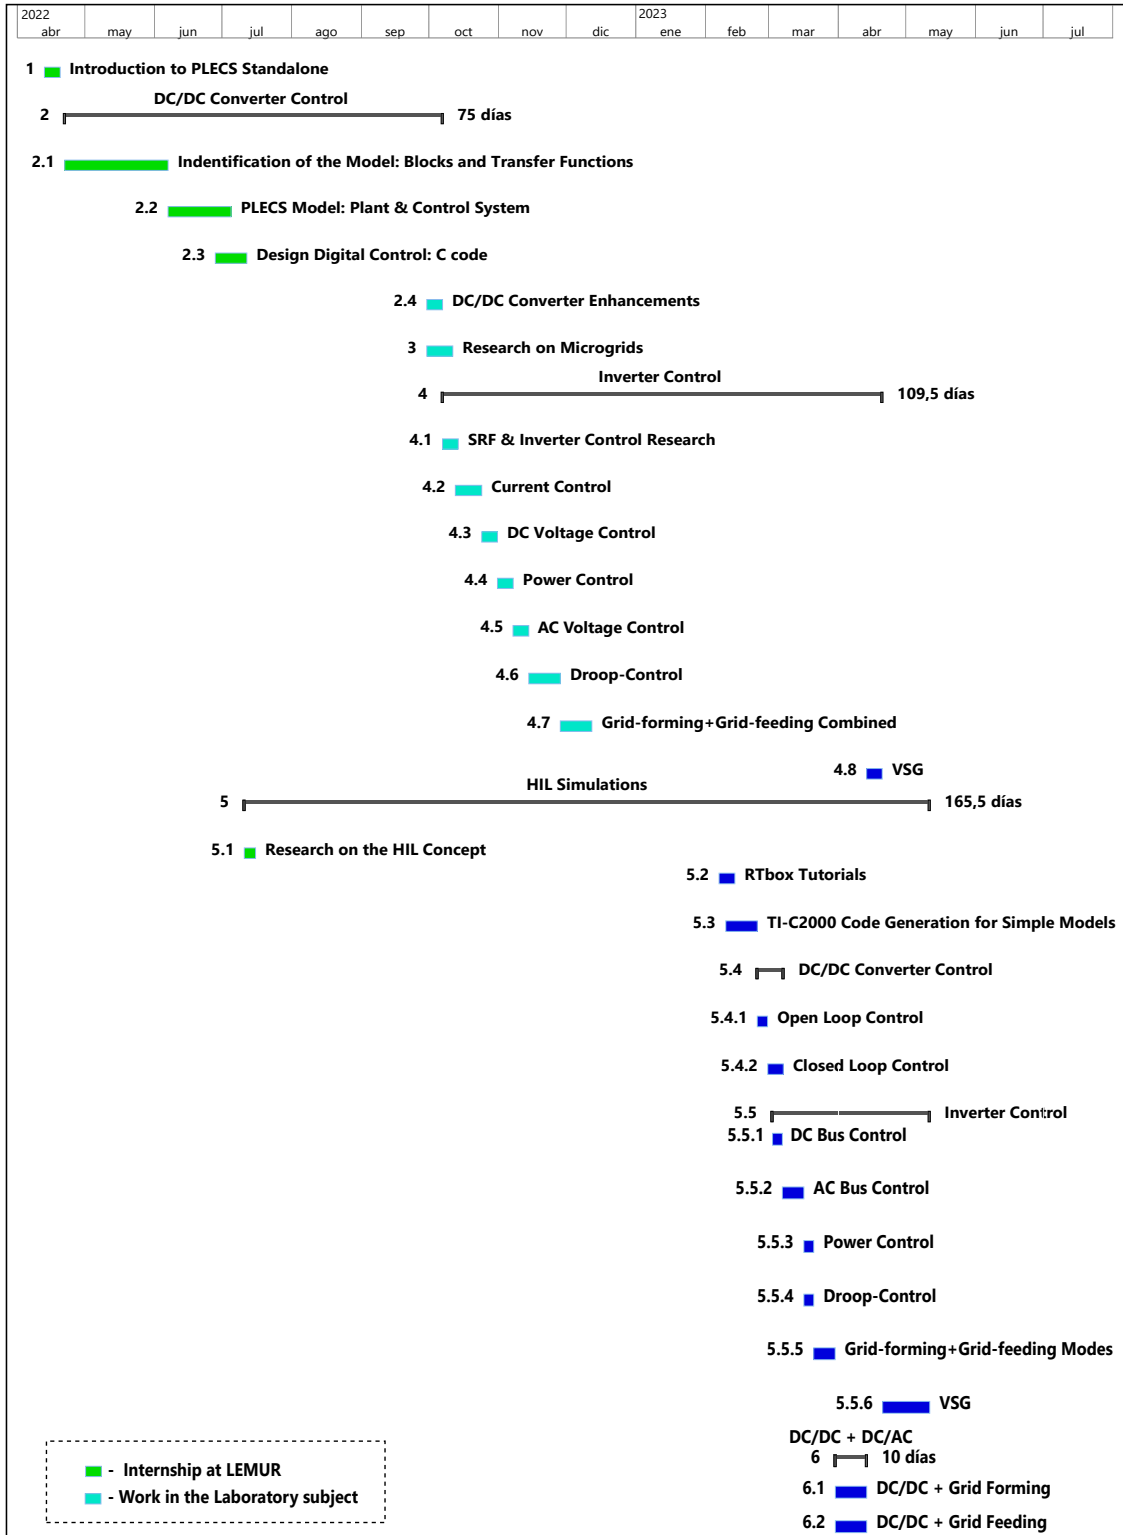 2022 2023
abr may jun jul ago sep oct nov dic ene feb mar abr may jun jul
1 Introduction to PLECS Standalone
DC/DC Converter Control
2 75 días
2.1 Indentification of the Model: Blocks and Transfer Functions
2.2 PLECS Model: Plant & Control System
2.3 Design Digital Control: C code
2.4 DC/DC Converter Enhancements
3 Research on Microgrids
Inverter Control
4 109,5 días
4.1 SRF & Inverter Control Research
4.2 Current Control
4.3 DC Voltage Control
4.4 Power Control
4.5 AC Voltage Control
4.6 Droop-Control
4.7 Grid-forming+Grid-feeding Combined
4.8 VSG
HIL Simulations
5 165,5 días
5.1 Research on the HIL Concept
5.2 RTbox Tutorials
5.3 TI-C2000 Code Generation for Simple Models
5.4 DC/DC Converter Control
5.4.1 Open Loop Control
5.4.2 Closed Loop Control
5.5 Inverter Control
5.5.1 DC Bus Control
5.5.2 AC Bus Control
5.5.3 Power Control
5.5.4 Droop-Control
5.5.5 Grid-forming+Grid-feeding Modes
5.5.6 VSG
DC/DC + DC/AC
6 10 días
6.1 DC/DC + Grid Forming
6.2 DC/DC + Grid Feeding
- Internship at LEMUR
- Work in the Laboratory subject